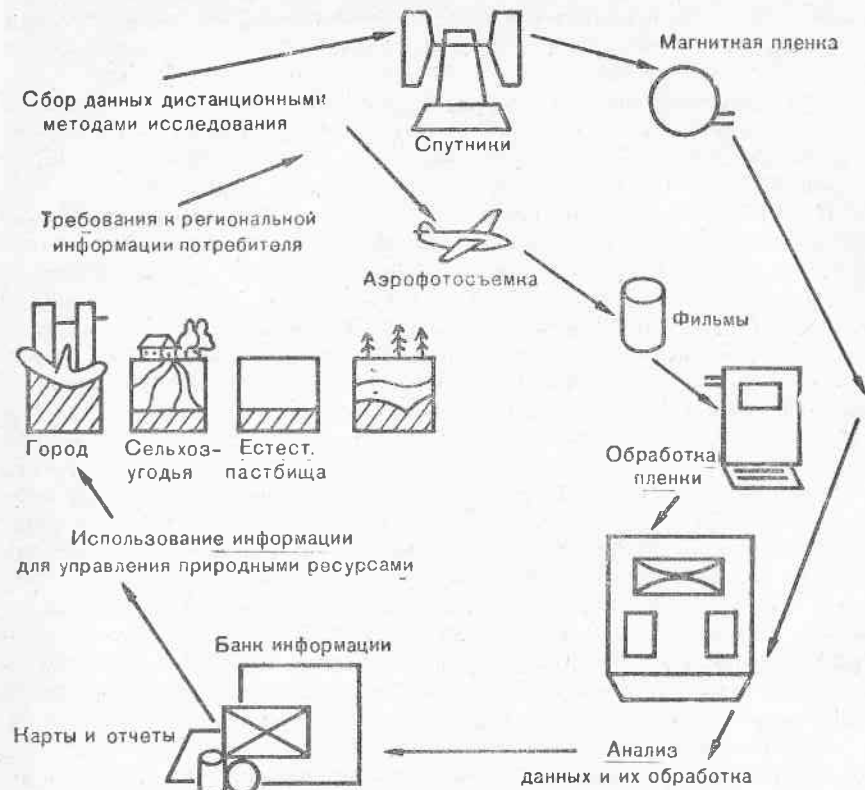 Магнитная пленка
Сбор данных дистанционными
методами исследования
Спутники
Требования к региональной
информации потребителя
Аэрофотосъемка
Фильмы
Город
Сельхоз-
угодья
Естест.
пастбища
Обработка
пленки
Использование информации
для управления природными ресурсами
Банк информации
Карты и отчеты
Анализ
данных и их обработка